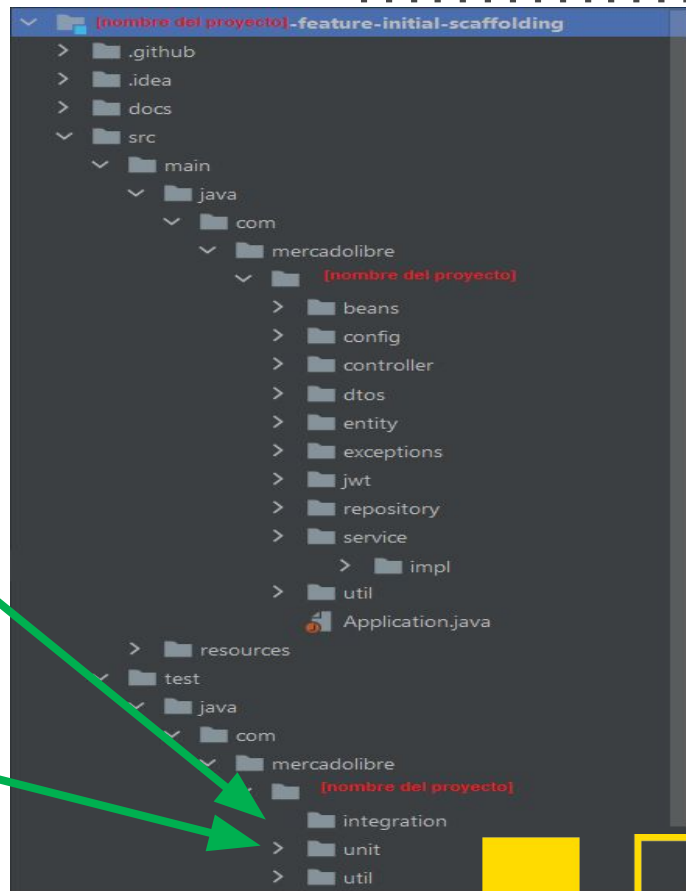 [nombre del proyecto]-feature-initial-scaffolding
.github
.idea
docs
src
main
java
com
mercadolibre
[nombre del proyecto]
beans
config
controller
dtos
entity
exceptions
jwt
repository
service
impl
util
Application.java
resources
test
java
com
mercadolibre
[nombre del proyecto]
integration
unit
util